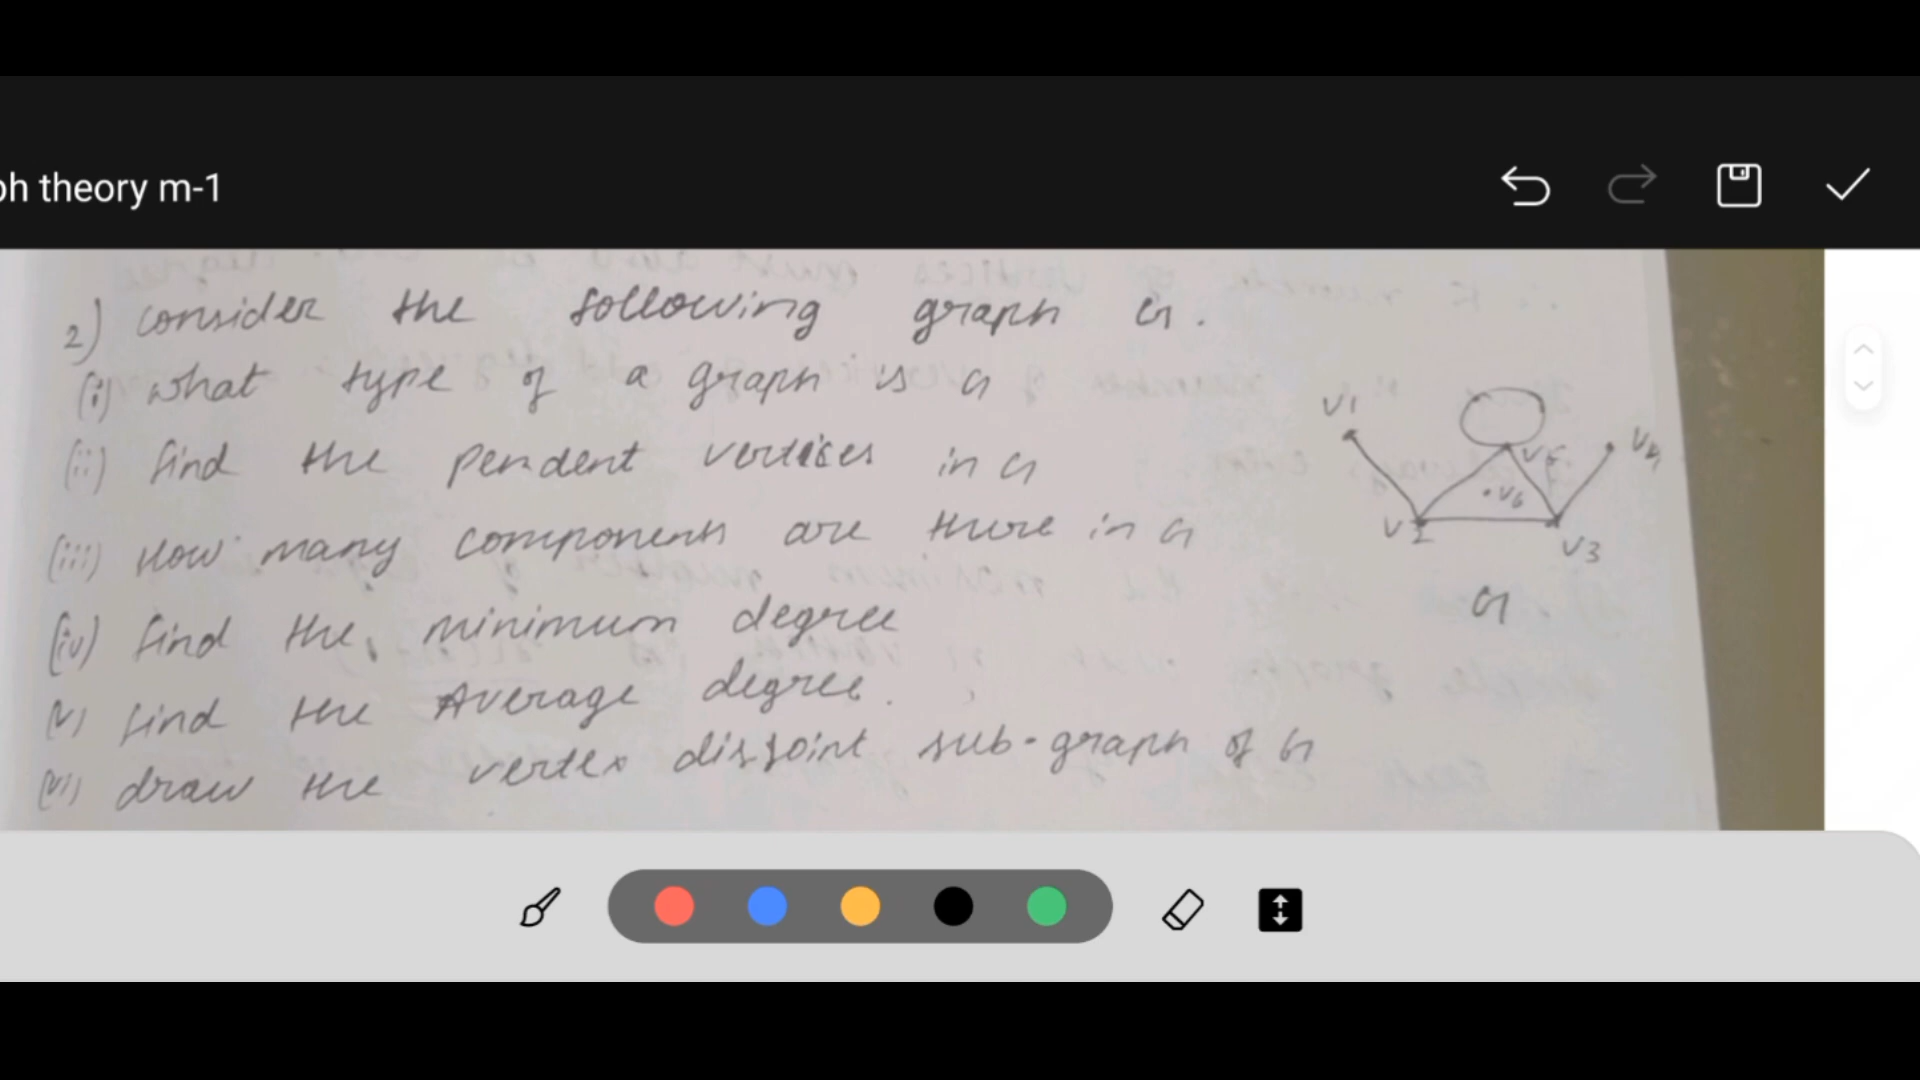 ph theory m-1
2) consider the following graph G.
(i) what type of a graph is G
(ii) find the pendent vertices in G
(iii) How many components are there in G
(iv) find the minimum degree
(v) find the Average degree.
(vi) draw the vertex disjoint sub-graph of G
v1
v5
v4
v6
v2
v3
G